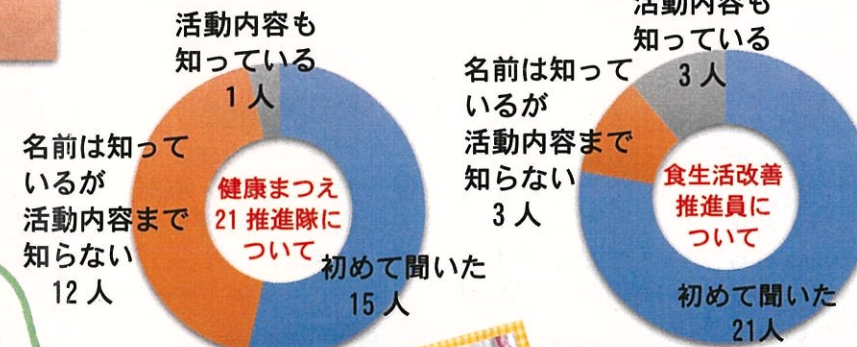 活動内容も
知っている
1人
名前は知って
いるが
活動内容まで
知らない
12人
健康まつえ
21推進隊に
ついて
初めて聞いた
15人
活動内容も
知っている
3人
名前は知って
いるが
活動内容まで
知らない
3人
食生活改善
推進員に
ついて
初めて聞いた
21人